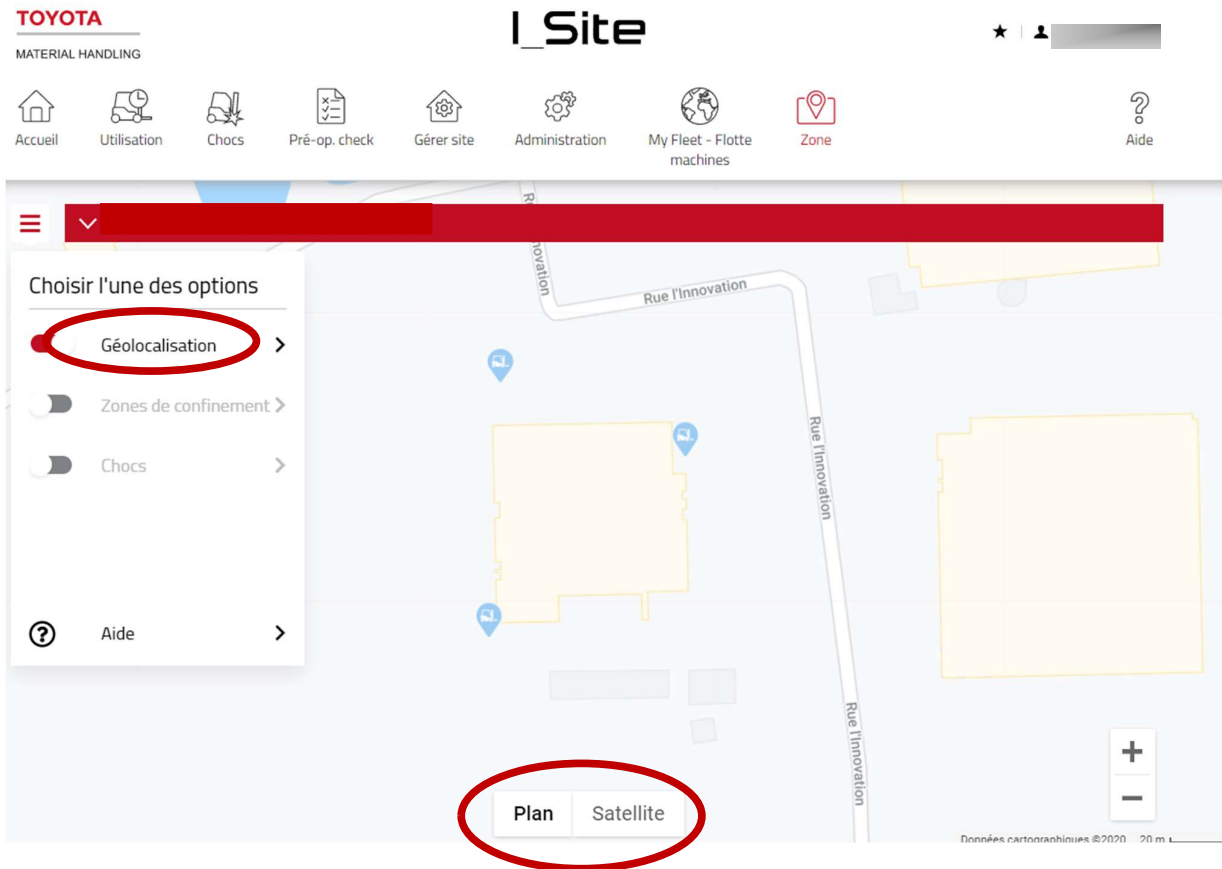 TOYOTA
MATERIAL HANDLING
I_Site
Accueil
Utilisation
Chocs
Pré-op. check
Gérer site
Administration
My Fleet - Flotte
machines
Zone
Aide
Choisir l'une des options
Géolocalisation
Zones de confinement
Chocs
Aide
Rue l'Innovation
Rue l'Innovation
Rue l'Innovation
Rue l'Innovation
Plan
Satellite
Données cartographiques ©2020
20 m